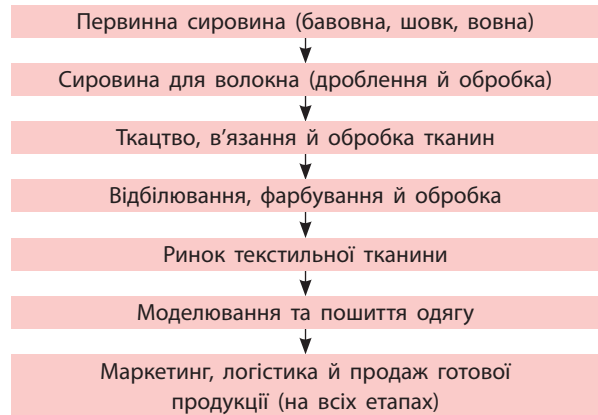 Первинна сировина (бавовна, шовк, вовна)
Сировина для волокна (дроблення й обробка)
Ткацтво, в'язання й обробка тканин
Відбілювання, фарбування й обробка
Ринок текстильної тканини
Моделювання та пошиття одягу
Маркетинг, логістика й продаж готової
продукції (на всіх етапах)